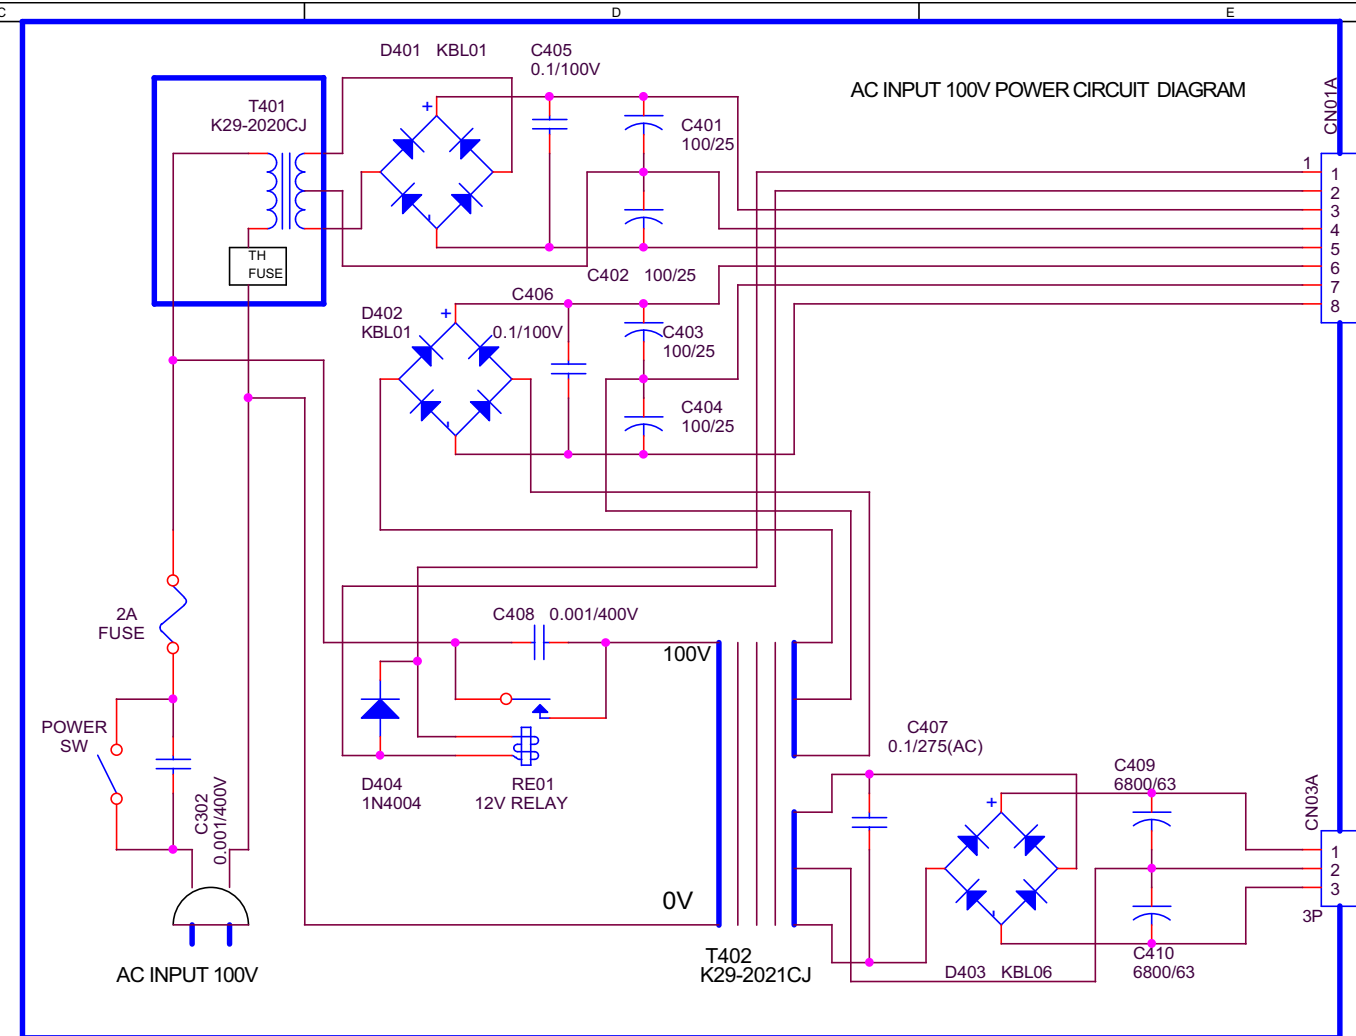 C
D
E
D401 KBL01
C405
0.1/100V
AC INPUT 100V POWER CIRCUIT DIAGRAM
CN01A
T401
K29-2020CJ
+
C401
100/25
1
1
2
3
4
5
6
7
8
-
TH
FUSE
C402 100/25
C406
0.1/100V
D402
KBL01
+
C403
100/25
C404
100/25
-
2A
FUSE
C408 0.001/400V
100V
POWER
SW
C302
0.001/400V
D404
1N4004
RE01
12V RELAY
C407
0.1/275(AC)
C409
6800/63
CN03A
+
1
2
3
3P
-
0V
AC INPUT 100V
T402
K29-2021CJ
D403 KBL06
C410
6800/63